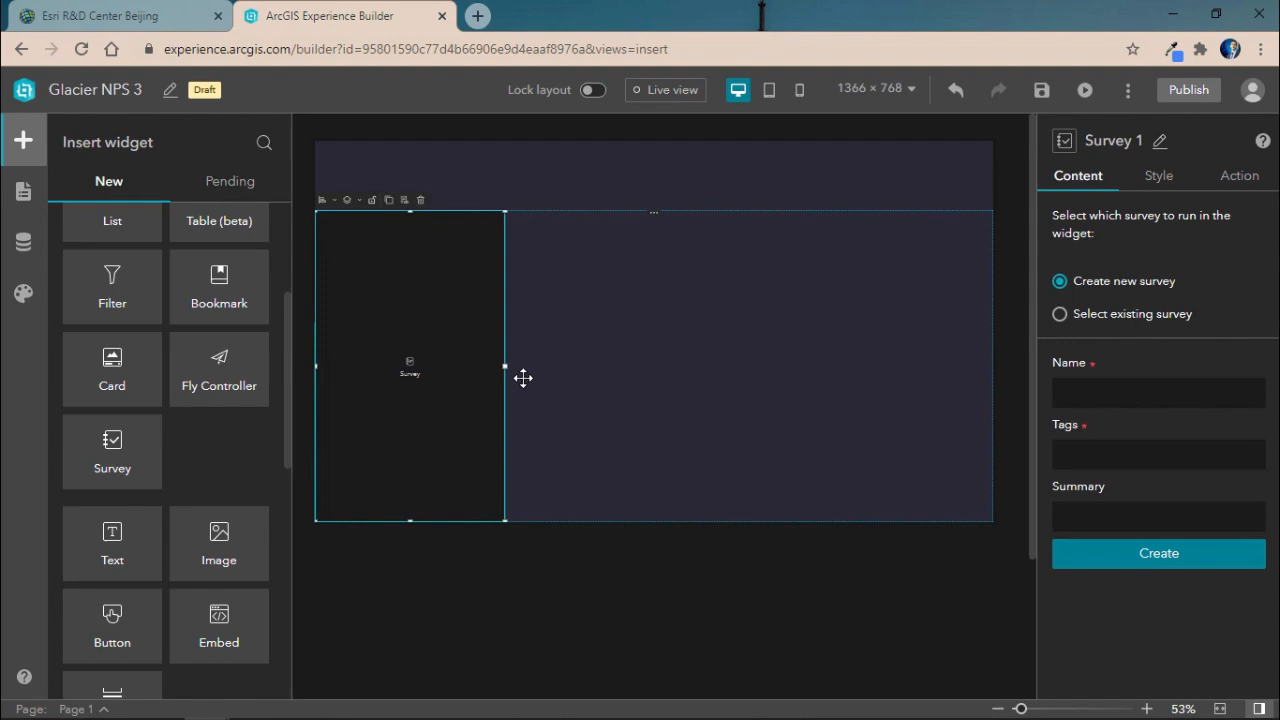 Esri R&D Center Beijing
ArcGIS Experience Builder
experience.arcgis.com/builder?id=95801590c77d4b66906e9d4eaaf8976a&views=insert
Glacier NPS 3
Draft
Lock layout
Live view
1366 × 768
Publish
Insert widget
New
Pending
List
Table (beta)
Filter
Bookmark
Card
Fly Controller
Survey
Text
Image
Button
Embed
Survey
Survey 1
Content
Style
Action
Select which survey to run in the
widget:
Create new survey
Select existing survey
Name *
Tags *
Summary
Create
Page:
Page 1
53%